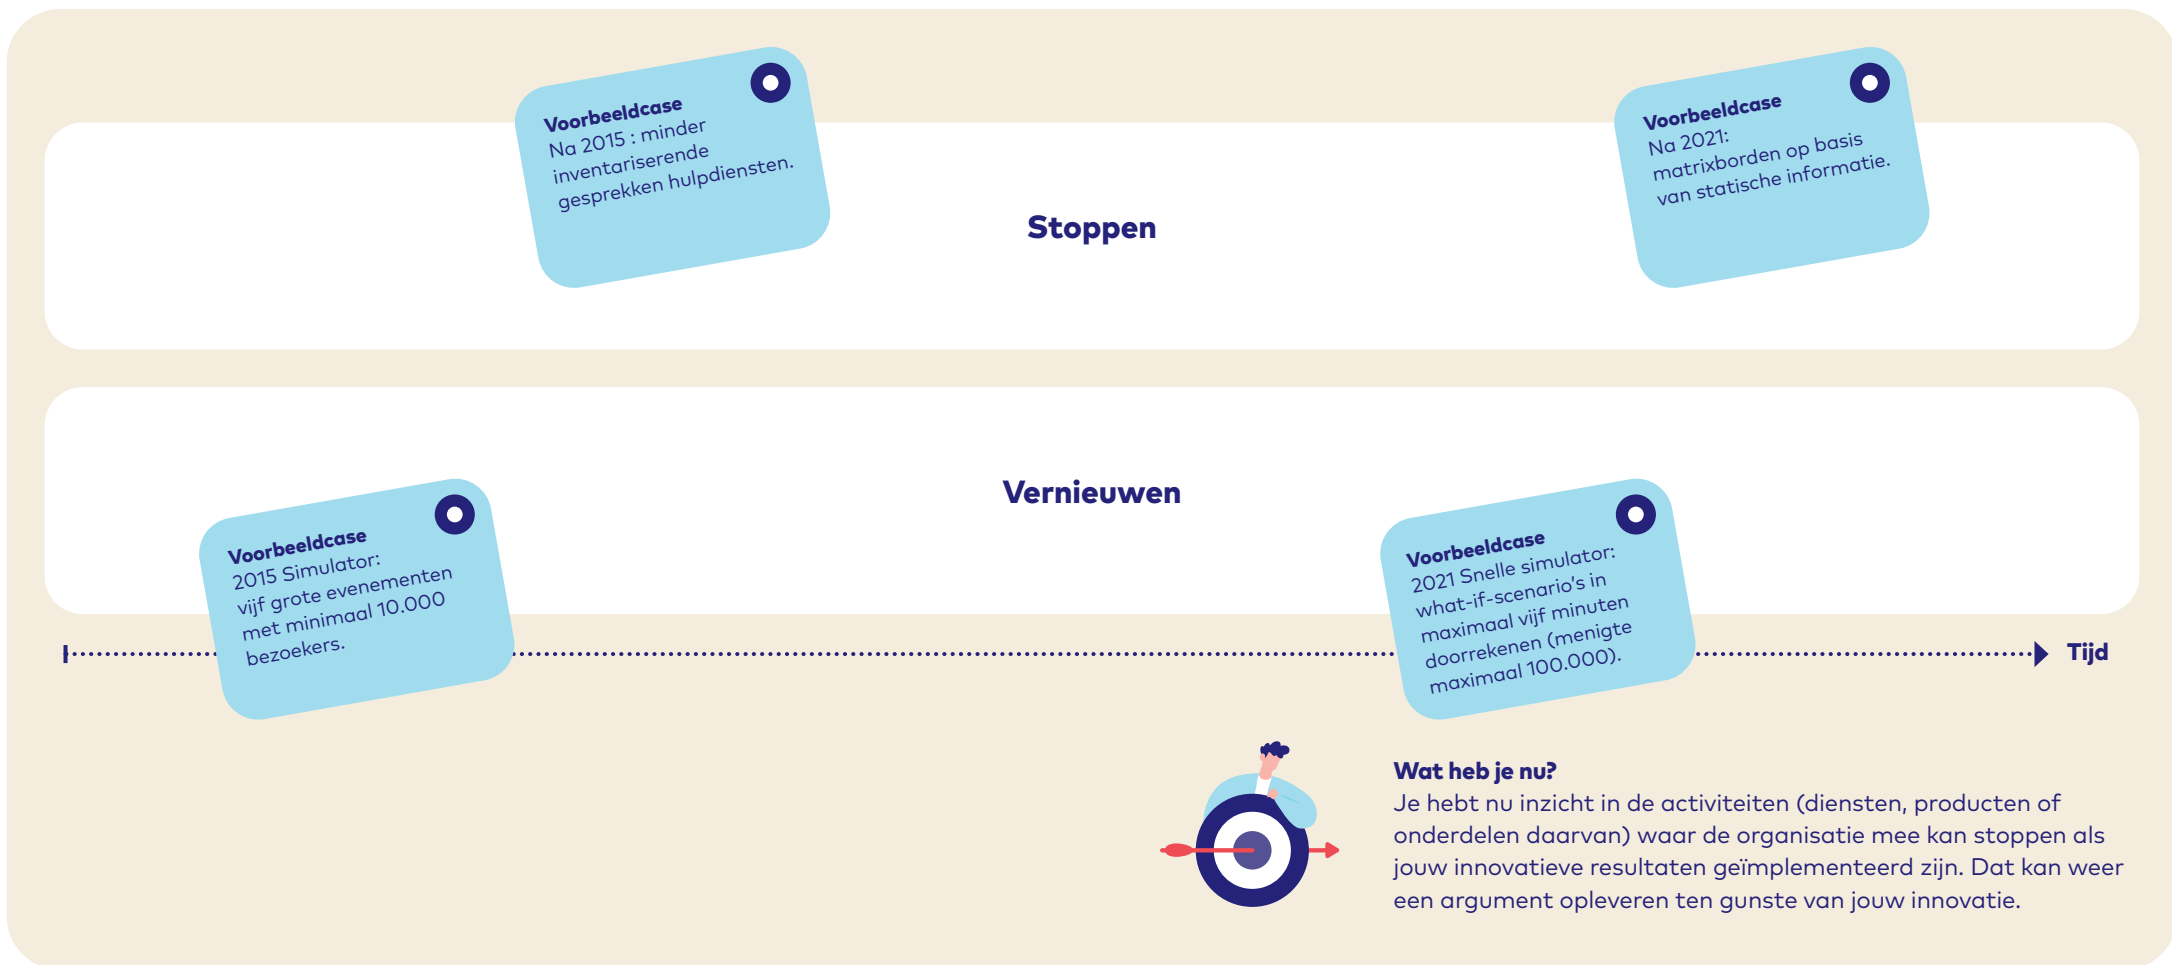 Voorbeeldcase
Na 2015 : minder
inventariserende
gesprekken hulpdiensten.
Voorbeeldcase
Na 2021:
matrixborden op basis
van statische informatie.
Stoppen
Vernieuwen
Voorbeeldcase
2015 Simulator:
vijf grote evenementen
met minimaal 10.000
bezoekers.
Voorbeeldcase
2021 Snelle simulator:
what-if-scenario's in
maximaal vijf minuten
doorrekenen (menigte
maximaal 100.000).
Tijd
Wat heb je nu?
Je hebt nu inzicht in de activiteiten (diensten, producten of
onderdelen daarvan) waar de organisatie mee kan stoppen als
jouw innovatieve resultaten geïmplementeerd zijn. Dat kan weer
een argument opleveren ten gunste van jouw innovatie.